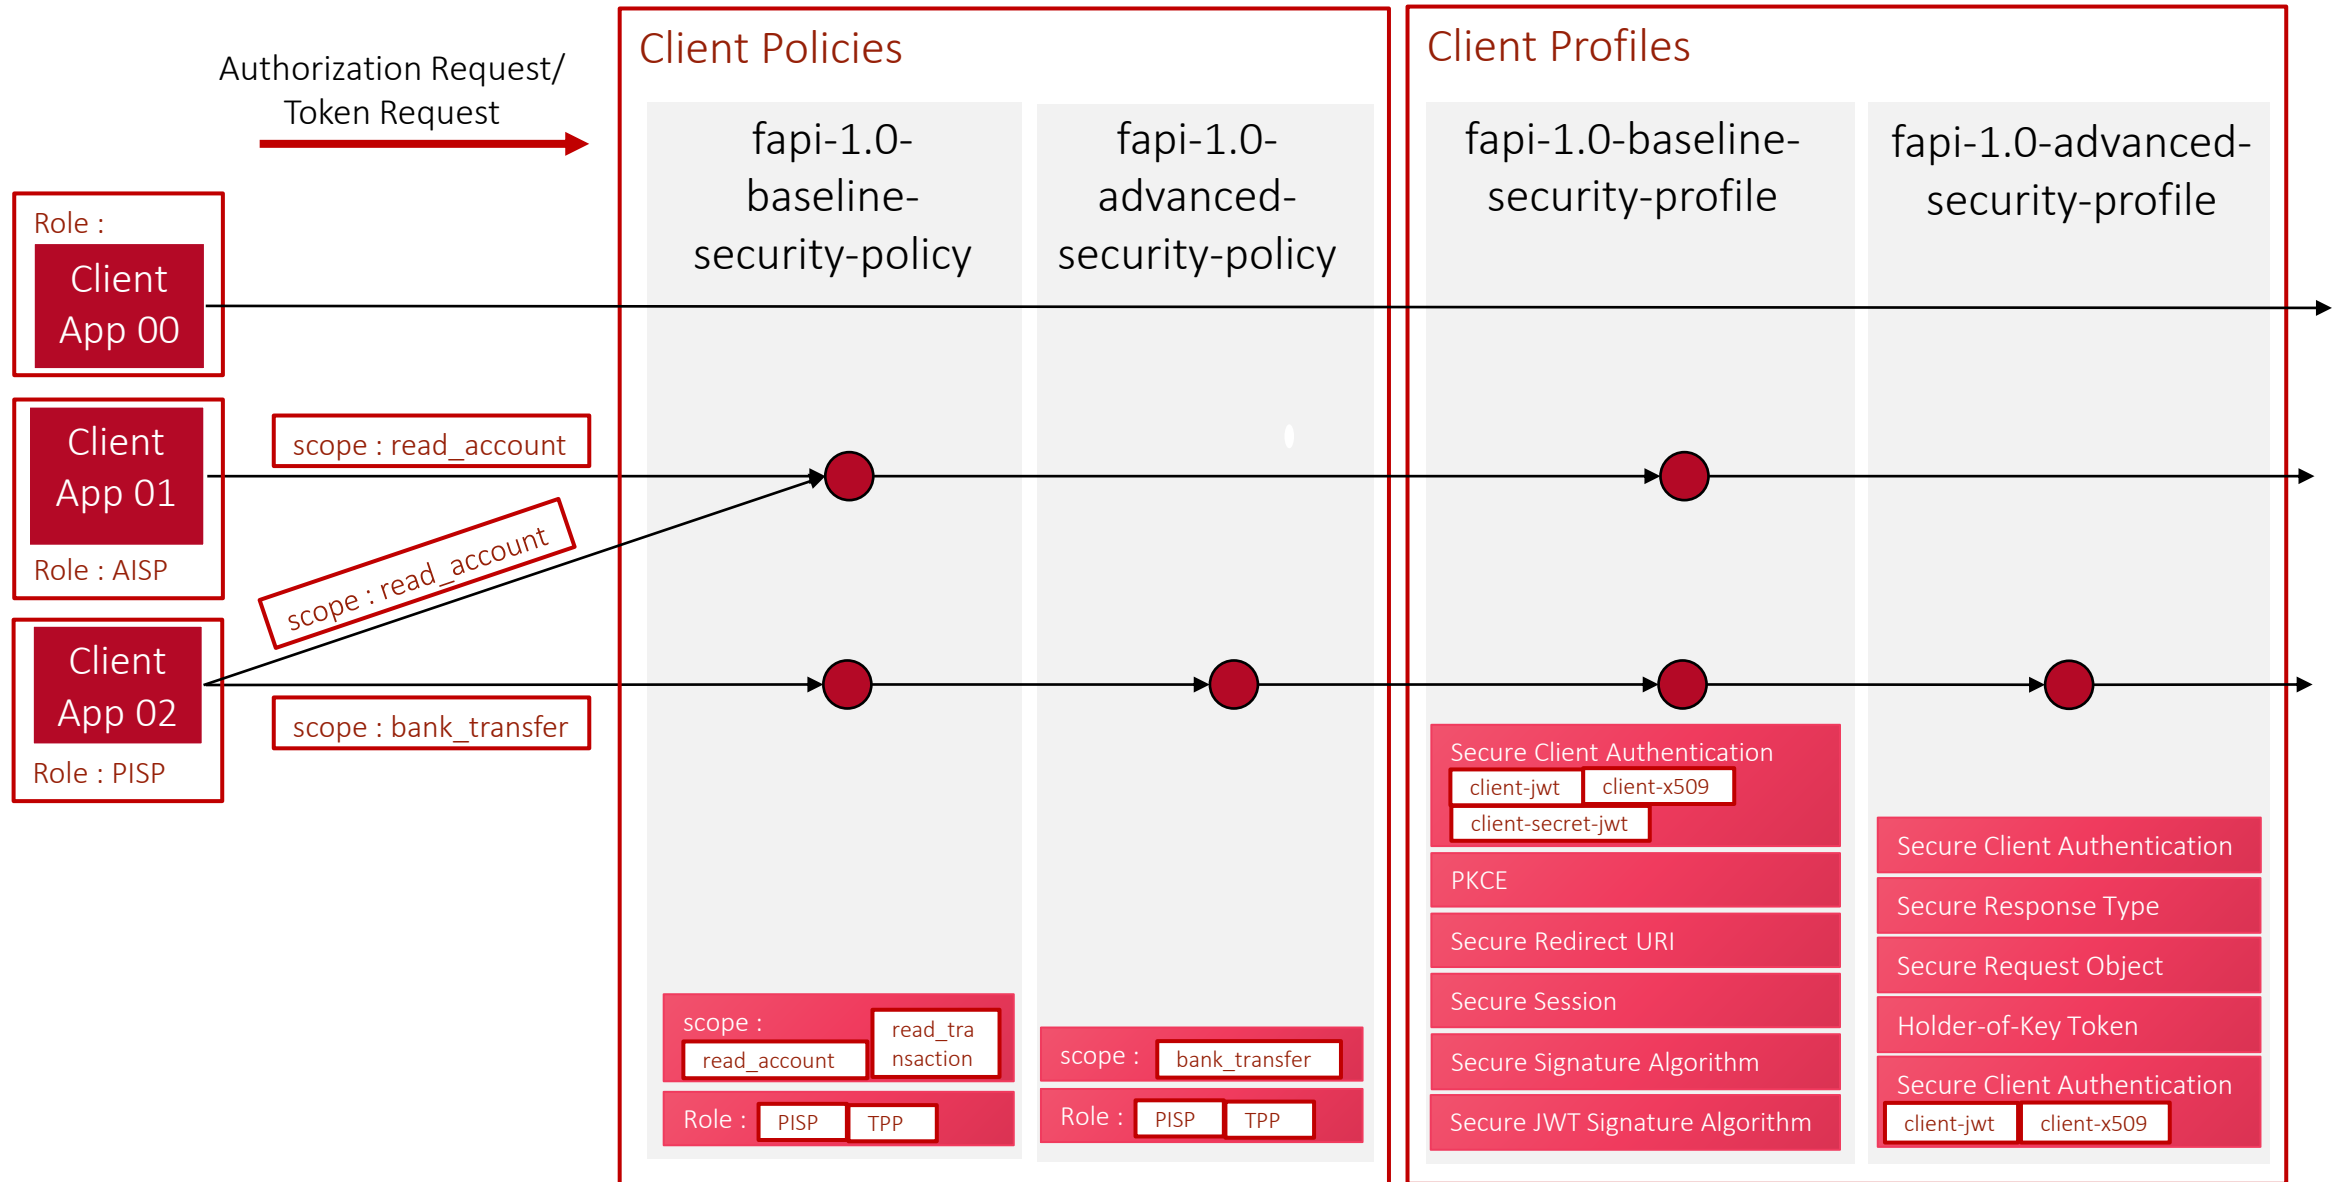 Authorization Request/
Token Request
Role :
Client
App 00
Client
App 01
Role : AISP
Client
App 02
Role : PISP
scope : read_account
scope : read_account
scope : bank_transfer
Client Policies
fapi-1.0-
baseline-
security-policy
scope :
read_account
read_tra
nsaction
Role :
PISP
TPP
fapi-1.0-
advanced-
security-policy
scope :
bank_transfer
Role :
PISP
TPP
Client Profiles
fapi-1.0-baseline-
security-profile
Secure Client Authentication
client-jwt
client-x509
client-secret-jwt
PKCE
Secure Redirect URI
Secure Session
Secure Signature Algorithm
Secure JWT Signature Algorithm
fapi-1.0-advanced-
security-profile
Secure Client Authentication
Secure Response Type
Secure Request Object
Holder-of-Key Token
Secure Client Authentication
client-jwt
client-x509